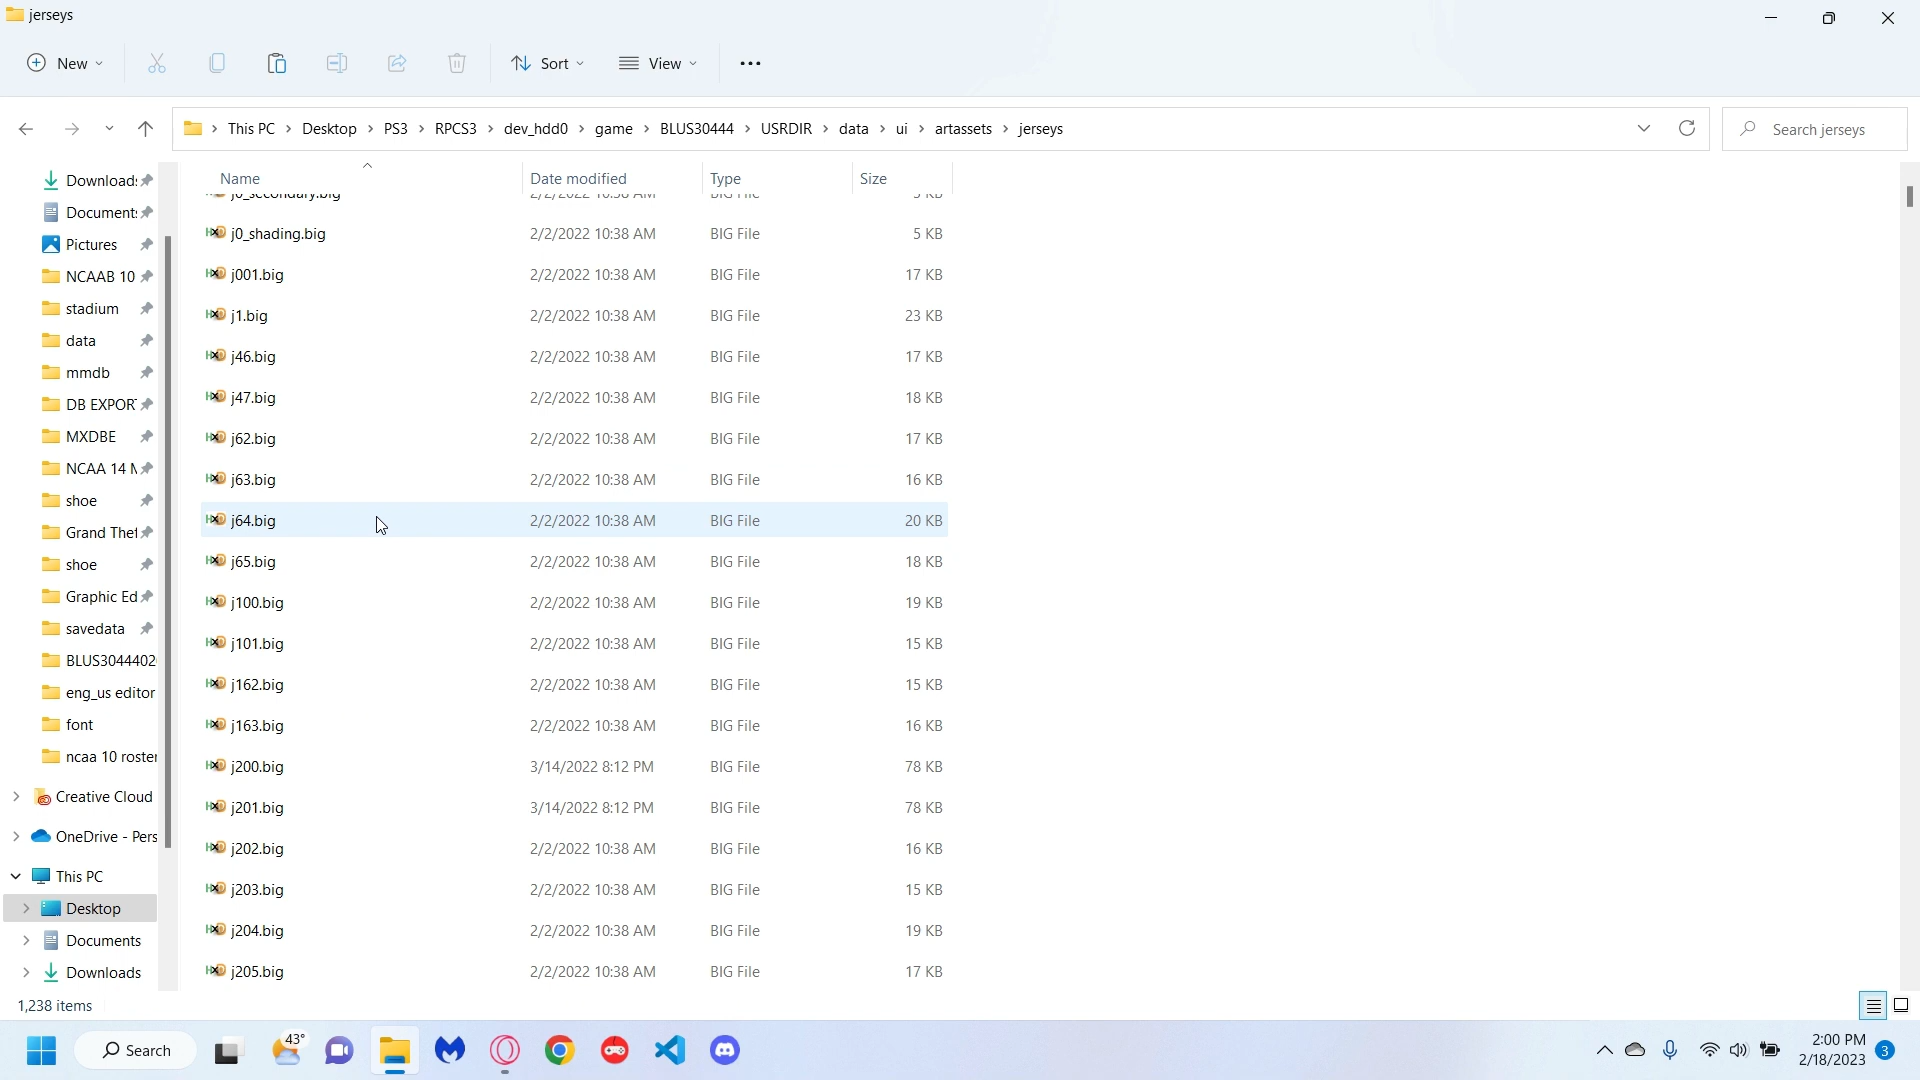 jerseys
New
Sort
View
This PC > Desktop > PS3 > RPCS3 > dev_hdd0 > game > BLUS30444 > USRDIR > data > ui > artassets > jerseys
Search jerseys
Name Date modified Type Size
j0_secondary.big 2/2/2022 10:38 AM BIG File 5 KB
j0_shading.big 2/2/2022 10:38 AM BIG File 5 KB
j001.big 2/2/2022 10:38 AM BIG File 17 KB
j1.big 2/2/2022 10:38 AM BIG File 23 KB
j46.big 2/2/2022 10:38 AM BIG File 17 KB
j47.big 2/2/2022 10:38 AM BIG File 18 KB
j62.big 2/2/2022 10:38 AM BIG File 17 KB
j63.big 2/2/2022 10:38 AM BIG File 16 KB
j64.big 2/2/2022 10:38 AM BIG File 20 KB
j65.big 2/2/2022 10:38 AM BIG File 18 KB
j100.big 2/2/2022 10:38 AM BIG File 19 KB
j101.big 2/2/2022 10:38 AM BIG File 15 KB
j162.big 2/2/2022 10:38 AM BIG File 15 KB
j163.big 2/2/2022 10:38 AM BIG File 16 KB
j200.big 3/14/2022 8:12 PM BIG File 78 KB
j201.big 3/14/2022 8:12 PM BIG File 78 KB
j202.big 2/2/2022 10:38 AM BIG File 16 KB
j203.big 2/2/2022 10:38 AM BIG File 15 KB
j204.big 2/2/2022 10:38 AM BIG File 19 KB
j205.big 2/2/2022 10:38 AM BIG File 17 KB
Downloads
Documents
Pictures
NCAAB 10
stadium
data
mmdb
DB EXPOR
MXDBE
NCAA 14 M
shoe
Grand Thef
shoe
Graphic Ed
savedata
BLUS3044402
eng_us editor
font
ncaa 10 roster
Creative Cloud
OneDrive - Pers
This PC
Desktop
Documents
Downloads
1,238 items
43°
Search
2:00 PM
2/18/2023
3